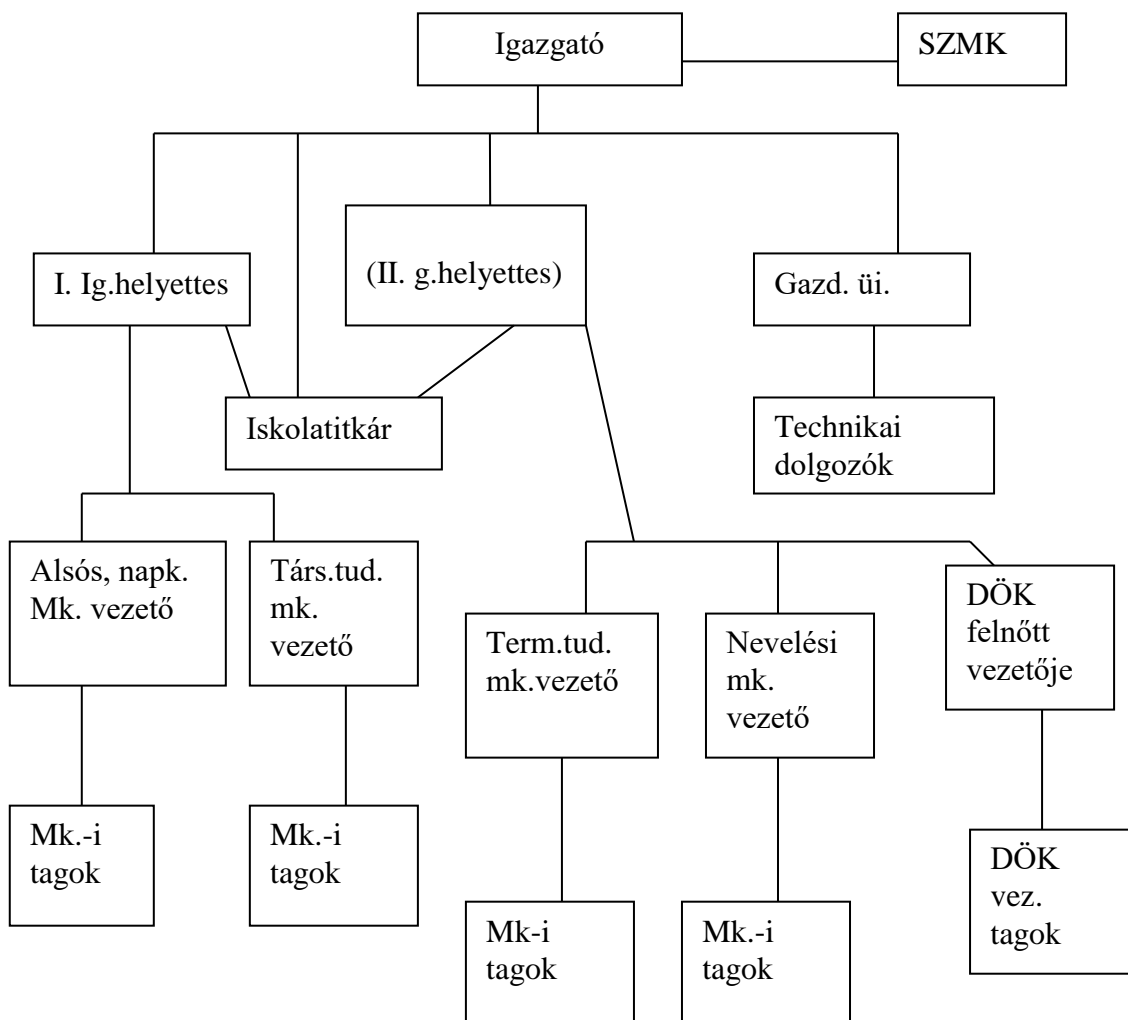 Igazgató
SZMK
I. Ig.helyettes
(II. g.helyettes)
Gazd. üi.
Iskolatitkár
Technikai
dolgozók
Alsós, napk.
Mk. vezető
Társ.tud.
mk.
vezető
Term.tud.
mk.vezető
Nevelési
mk.
vezető
DÖK
felnőtt
vezetője
Mk.-i
tagok
Mk.-i
tagok
Mk-i
tagok
Mk.-i
tagok
DÖK
vez.
tagok